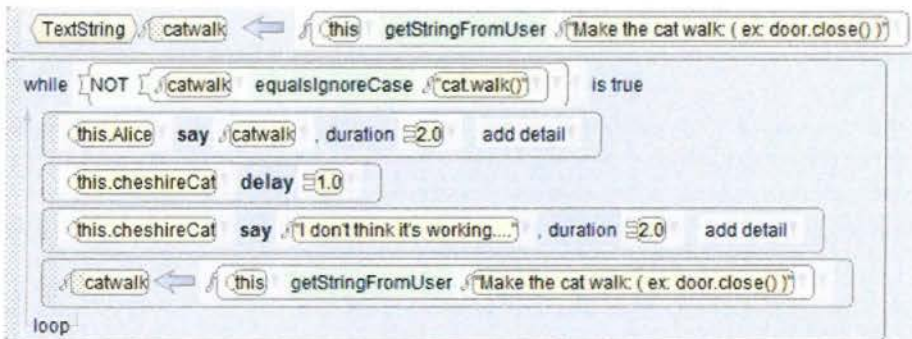 TextString catwalk this getStringFromUser "Make the cat walk: ( ex: door.close() )"
while NOT catwalk equalsIgnoreCase "cat.walk()" is true
this.Alice say catwalk , duration 2.0 add detail
this.cheshireCat delay 1.0
this.cheshireCat say "I don't think it's working...." , duration 2.0 add detail
catwalk this getStringFromUser "Make the cat walk: ( ex: door.close() )"
loop